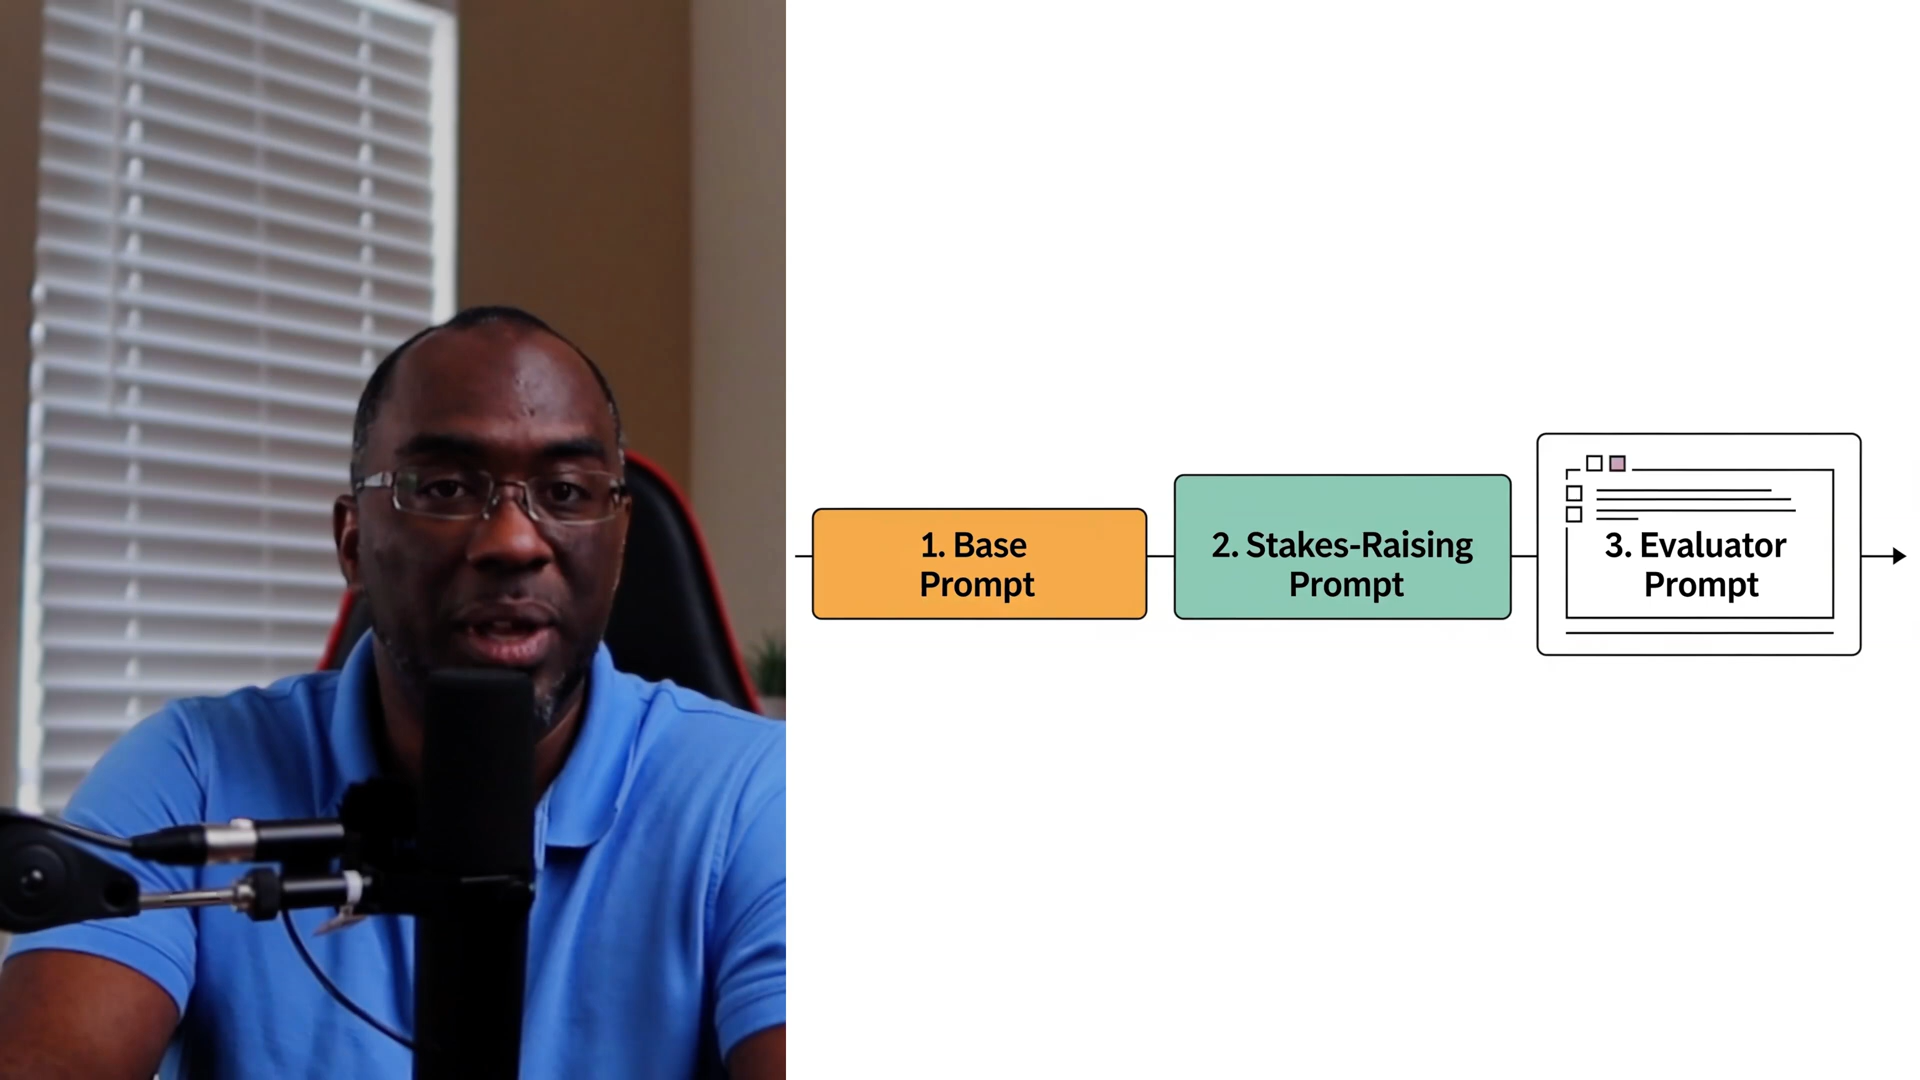 1. Base
Prompt
2. Stakes-Raising
Prompt
3. Evaluator
Prompt